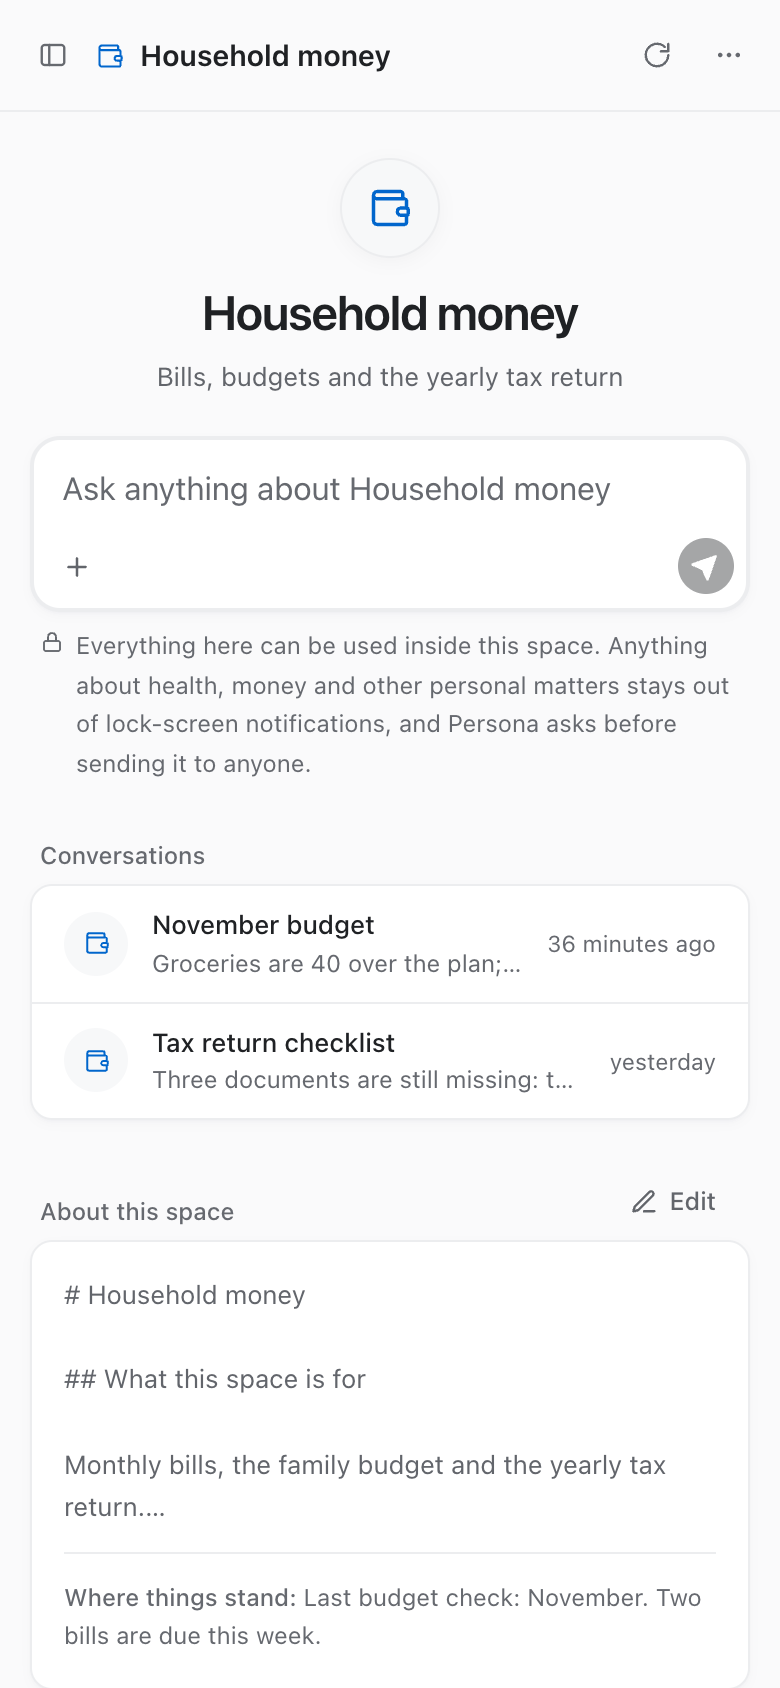 Household money
Household money
Bills, budgets and the yearly tax return
Ask anything about Household money
Everything here can be used inside this space. Anything
about health, money and other personal matters stays out
of lock-screen notifications, and Persona asks before
sending it to anyone.
Conversations
November budget
36 minutes ago
Groceries are 40 over the plan;...
Tax return checklist
yesterday
Three documents are still missing: t...
About this space
Edit
# Household money
## What this space is for
Monthly bills, the family budget and the yearly tax
return....
Where things stand: Last budget check: November. Two
bills are due this week.